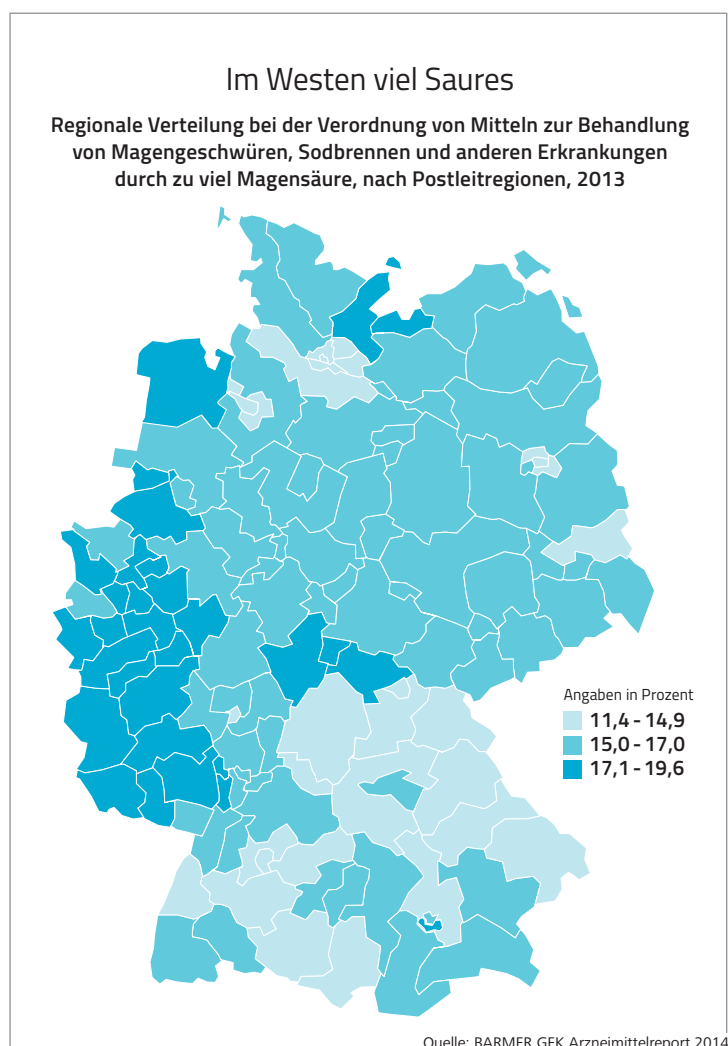 Im Westen viel Saures
Regionale Verteilung bei der Verordnung von Mitteln zur Behandlung
von Magengeschwüren, Sodbrennen und anderen Erkrankungen
durch zu viel Magensäure, nach Postleitregionen, 2013
Angaben in Prozent
11,4 - 14,9
15,0 - 17,0
17,1 - 19,6
Quelle: BARMER GEK Arzneimittelreport 2014